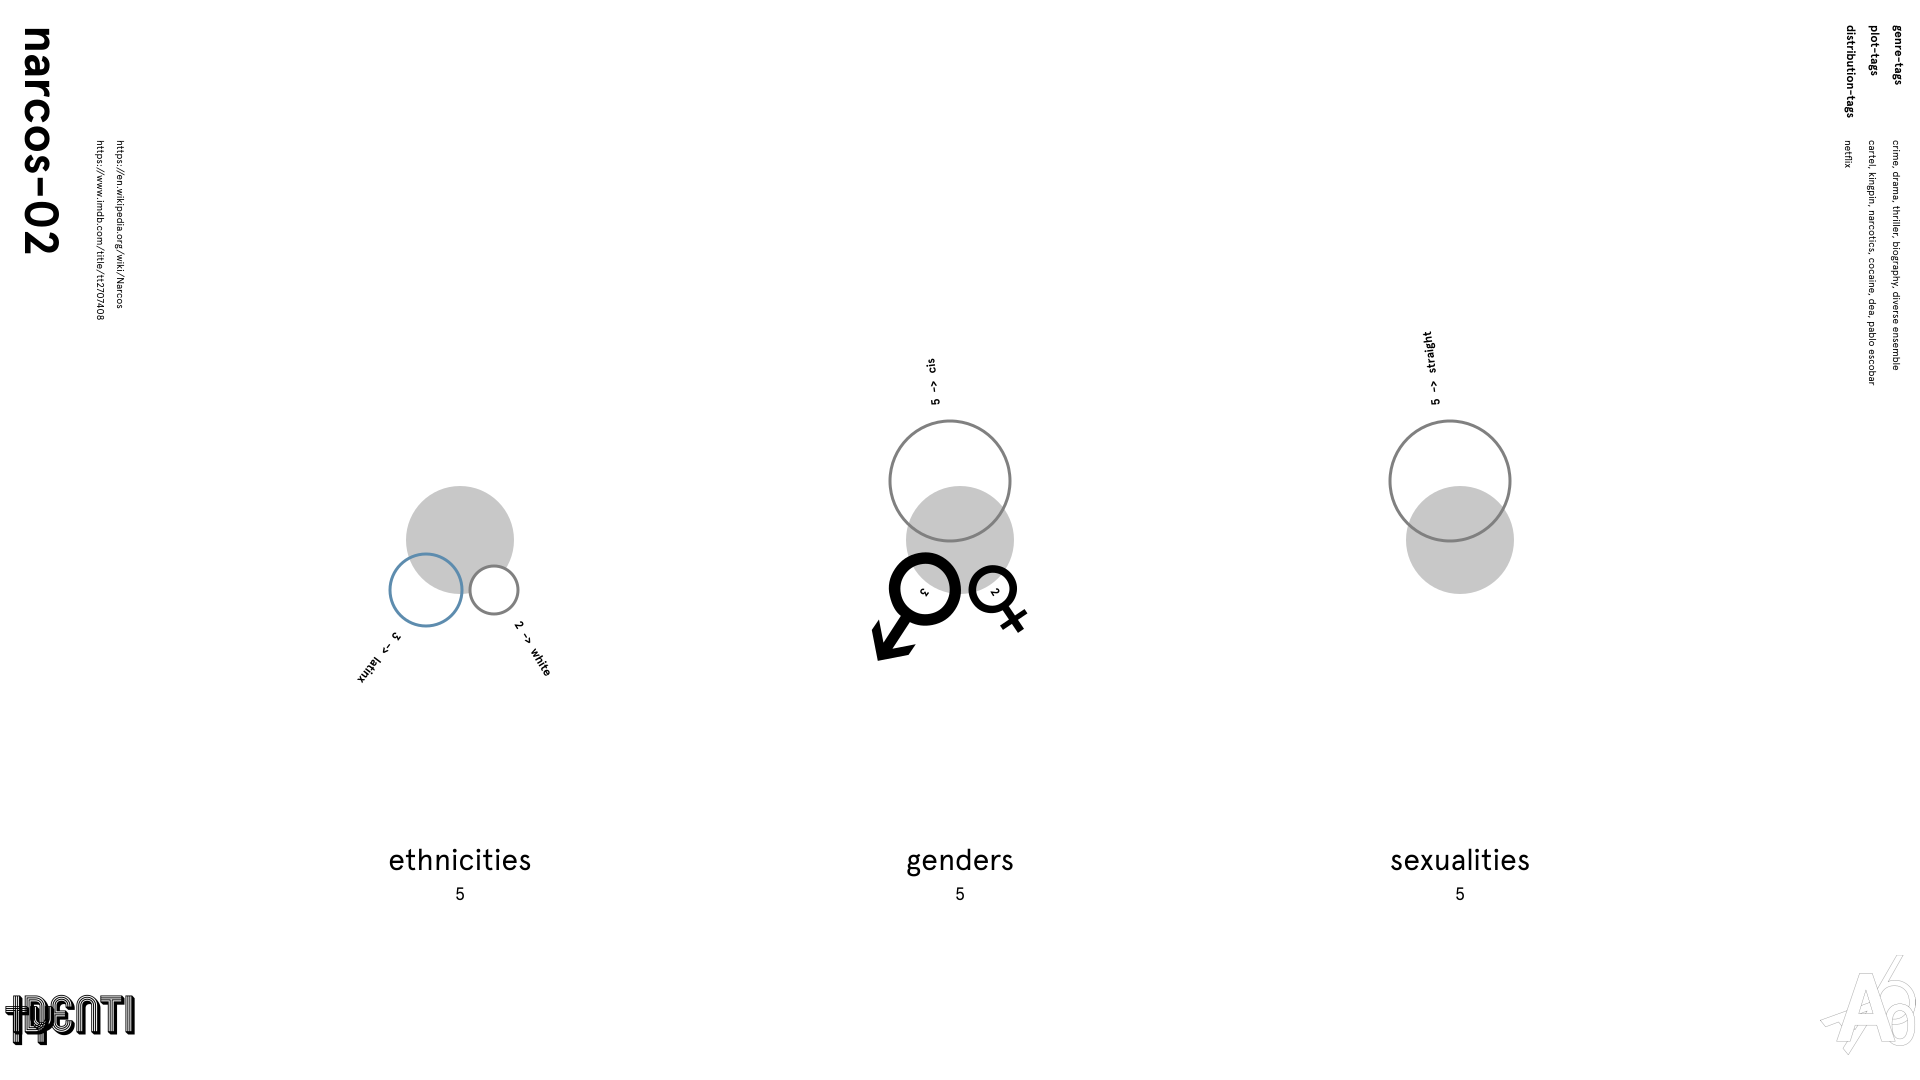 narcos-02
https://en.wikipedia.org/wiki/Narcos
https://www.imdb.com/title/tt2707408
genre-tags
crime, drama, thriller, biography, diverse ensemble
plot-tags
cartel, kingpin, narcotics, cocaine, dea, pablo escobar
distribution-tags
netflix
3 -> latinx
2 -> white
5 -> cis
3
2
5 -> straight
ethnicities
5
genders
5
sexualities
5
IDENTI